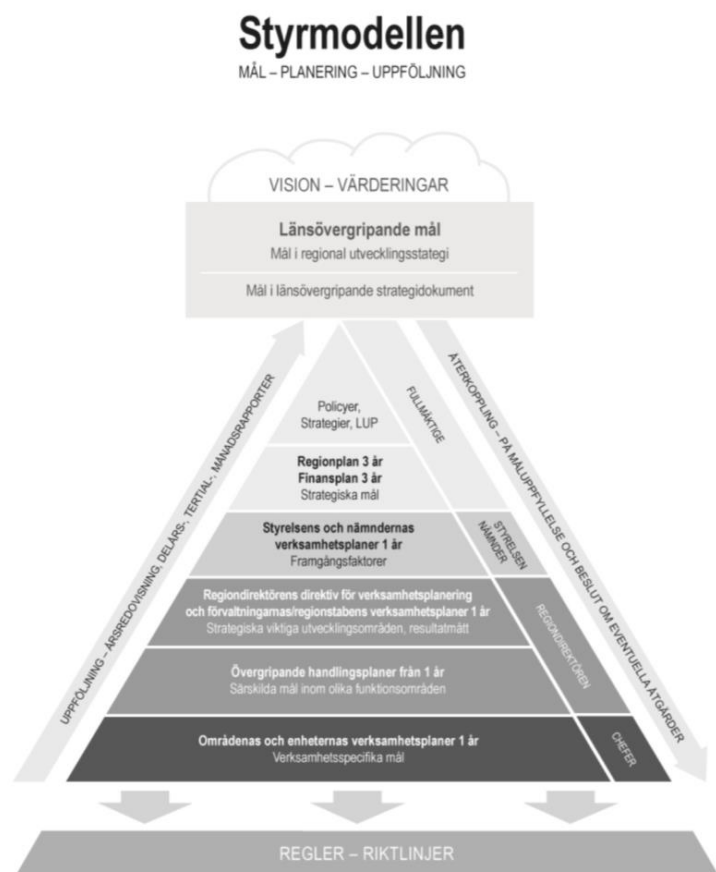 Styrmodellen
MÅL – PLANERING – UPPFÖLJNING
VISION – VÄRDERINGAR
Länsövergripande mål
Mål i regional utvecklingsstategi
Mål i länsövergripande strategidokument
UPPFÖLJNING – ÅRSREDOVISNING, DELÅRS-, TERTIAL-, MÅNADSRAPPORTER
Policyer,
Strategier, LUP
FULLMÄKTIGE
ÅTERKOPPLING – PÅ MÅLUPPFYLLELSE OCH BESLUT OM EVENTUELLA ÅTGÄRDER
Regionplan 3 år
Finansplan 3 år
Strategiska mål
Styrelsens och nämndernas
verksamhetsplaner 1 år
Framgångsfaktorer
STYRELSEN
NÄMNDER
Regiondirektörens direktiv för verksamhetsplanering
och förvaltningarnas/regionstabens verksamhetsplaner 1 år
Strategiska viktiga utvecklingsområden, resultatmått
REGIONDIREKTÖREN
Övergripande handlingsplaner från 1 år
Särskilda mål inom olika funktionsområden
Områdenas och enheternas verksamhetsplaner 1 år
Verksamhetsspecifika mål
CHEFER
REGLER – RIKTLINJER